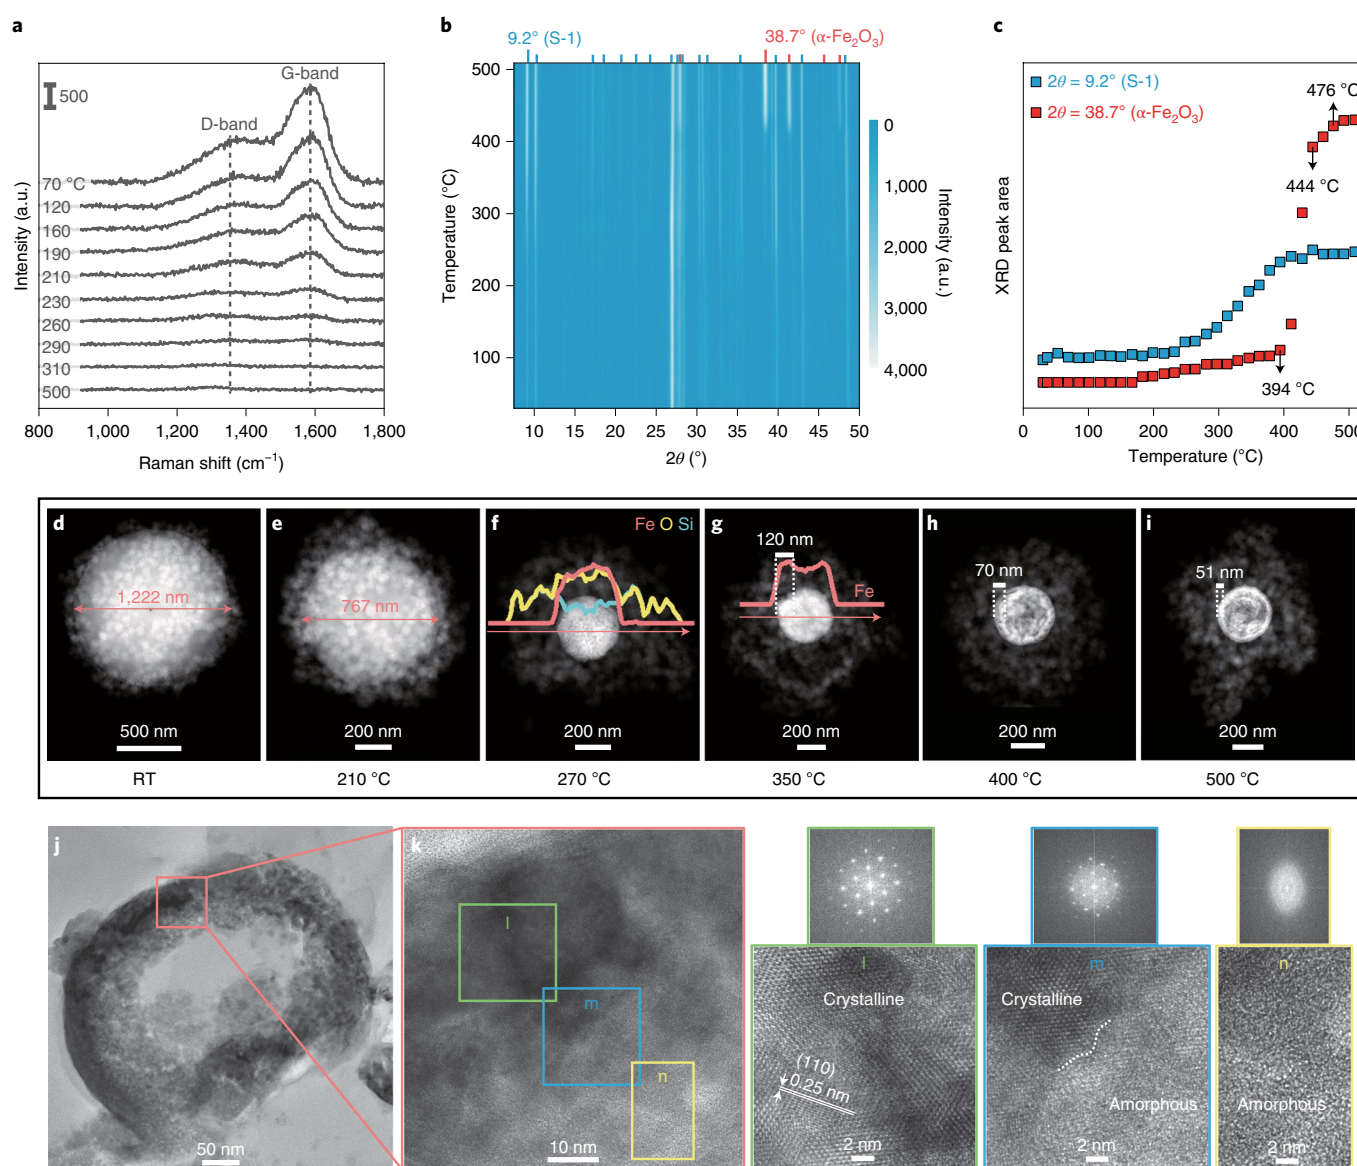 a
500
G-band
D-band
70 °C
120
160
190
210
230
260
290
310
500
Intensity (a.u.)
800
1,000
1,200
1,400
1,600
1,800
Raman shift (cm⁻¹)
b
9.2° (S-1)
38.7° (α-Fe₂O₃)
500
400
300
200
100
Temperature (°C)
10
15
20
25
30
35
40
45
50
2θ (°)
0
1,000
2,000
3,000
4,000
Intensity (a.u.)
c
2θ = 9.2° (S-1)
2θ = 38.7° (α-Fe₂O₃)
476 °C
444 °C
394 °C
XRD peak area
0
100
200
300
400
500
Temperature (°C)
d
1,222 nm
500 nm
RT
e
767 nm
200 nm
210 °C
f
Fe O Si
200 nm
270 °C
g
120 nm
Fe
200 nm
350 °C
h
70 nm
200 nm
400 °C
i
51 nm
200 nm
500 °C
j
50 nm
k
l
m
n
10 nm
l
Crystalline
(110)
0.25 nm
2 nm
m
Crystalline
Amorphous
2 nm
n
Amorphous
2 nm